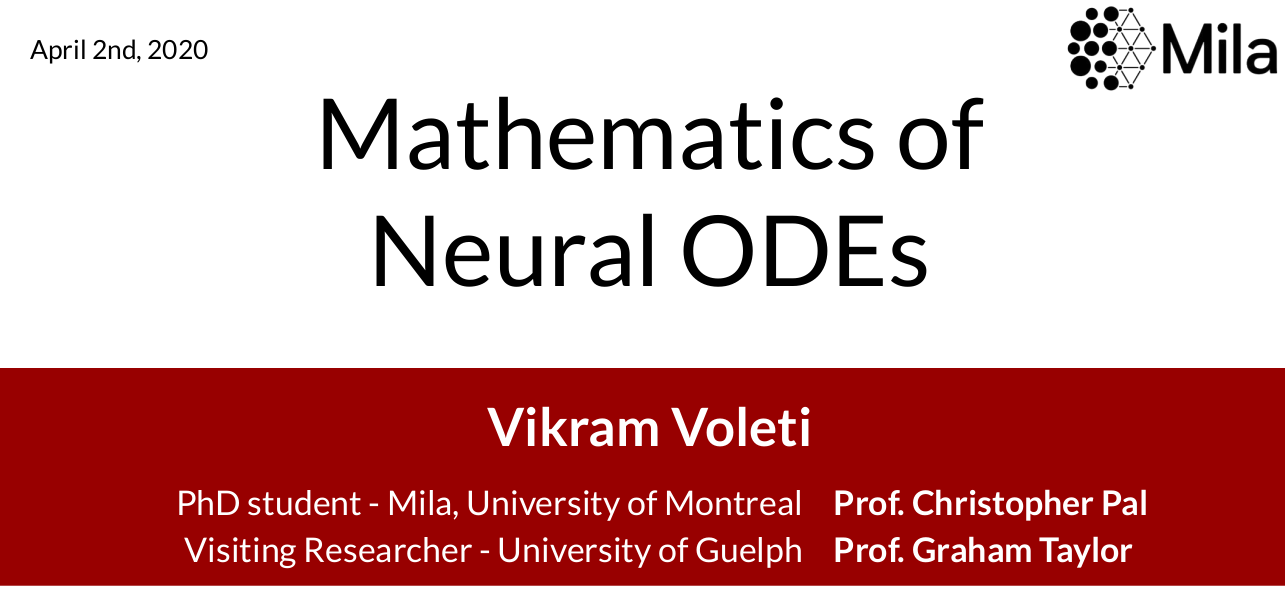 April 2nd, 2020
Mila
Mathematics of
Neural ODEs
Vikram Voleti
PhD student - Mila, University of Montreal Prof. Christopher Pal
Visiting Researcher - University of Guelph Prof. Graham Taylor